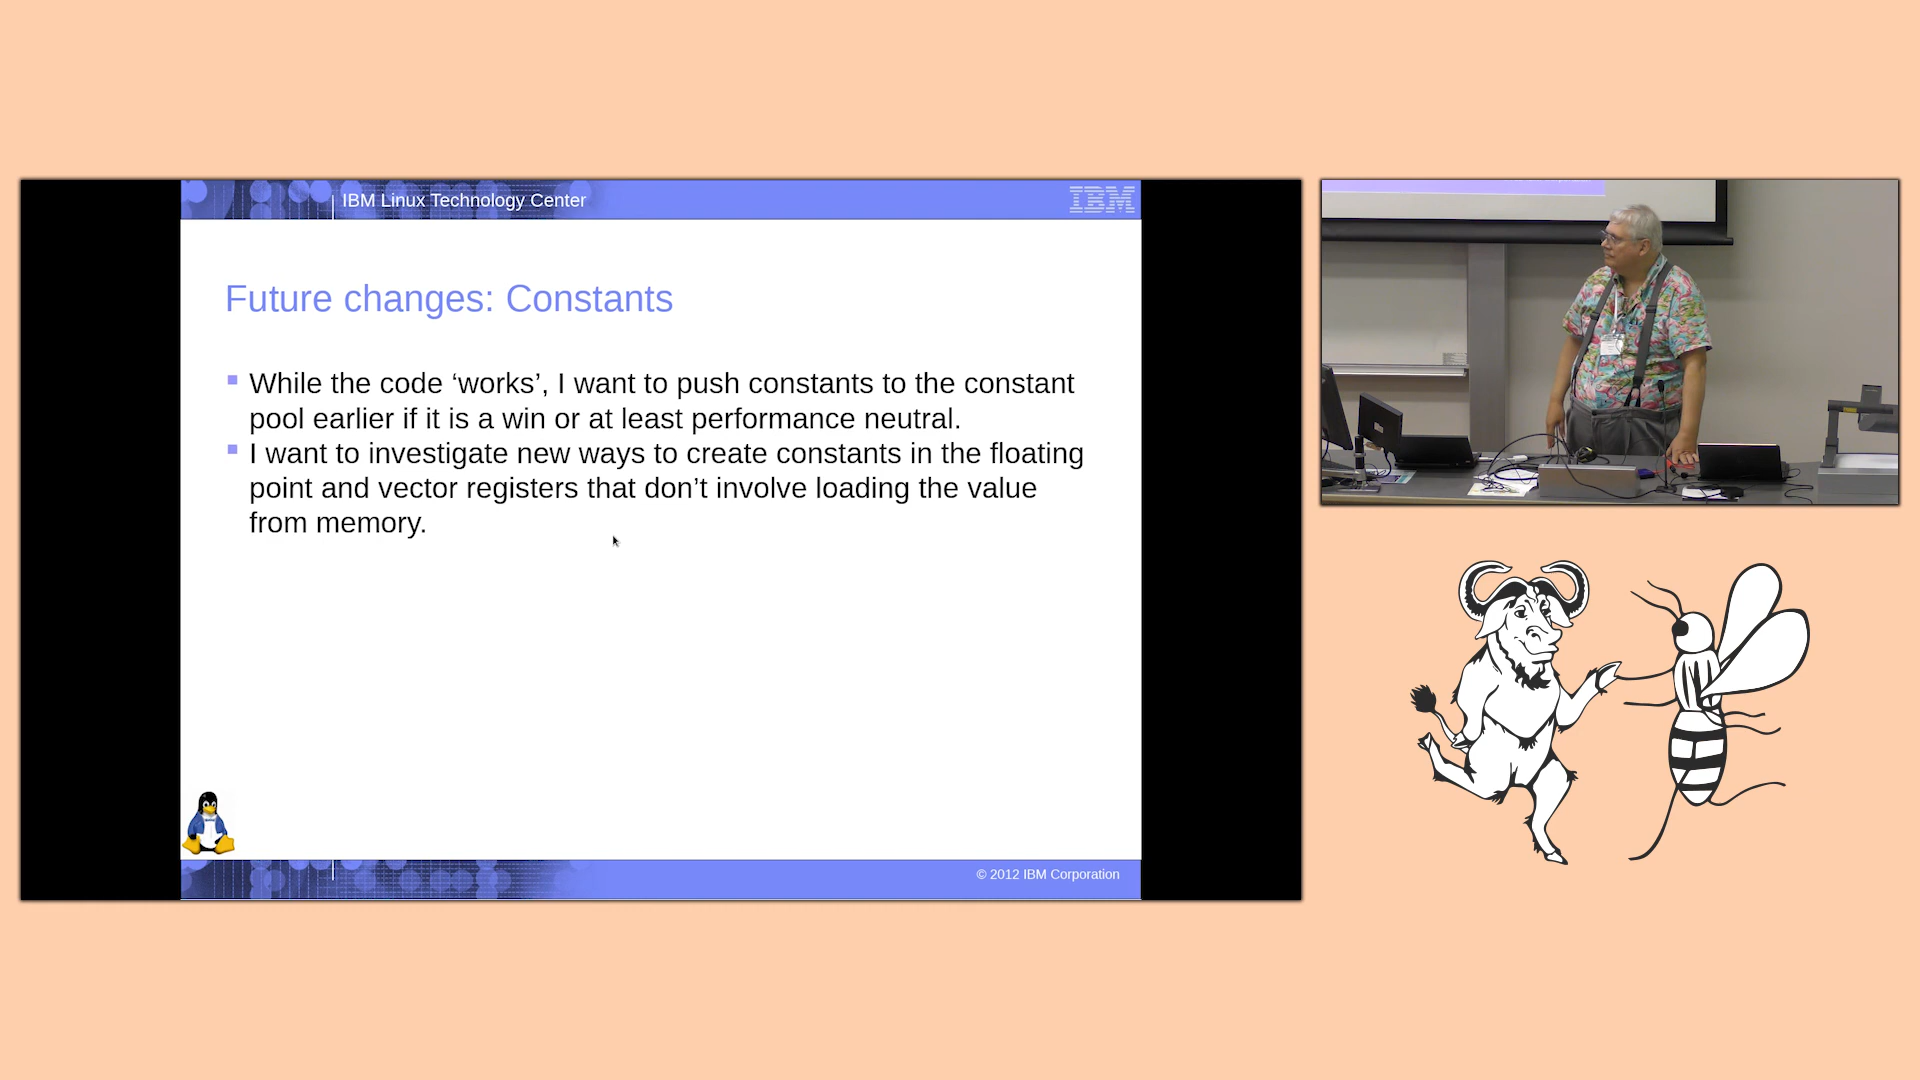 IBM Linux Technology Center
IBM
Future changes: Constants
While the code ‘works’, I want to push constants to the constant
pool earlier if it is a win or at least performance neutral.
I want to investigate new ways to create constants in the floating
point and vector registers that don’t involve loading the value
from memory.
© 2012 IBM Corporation